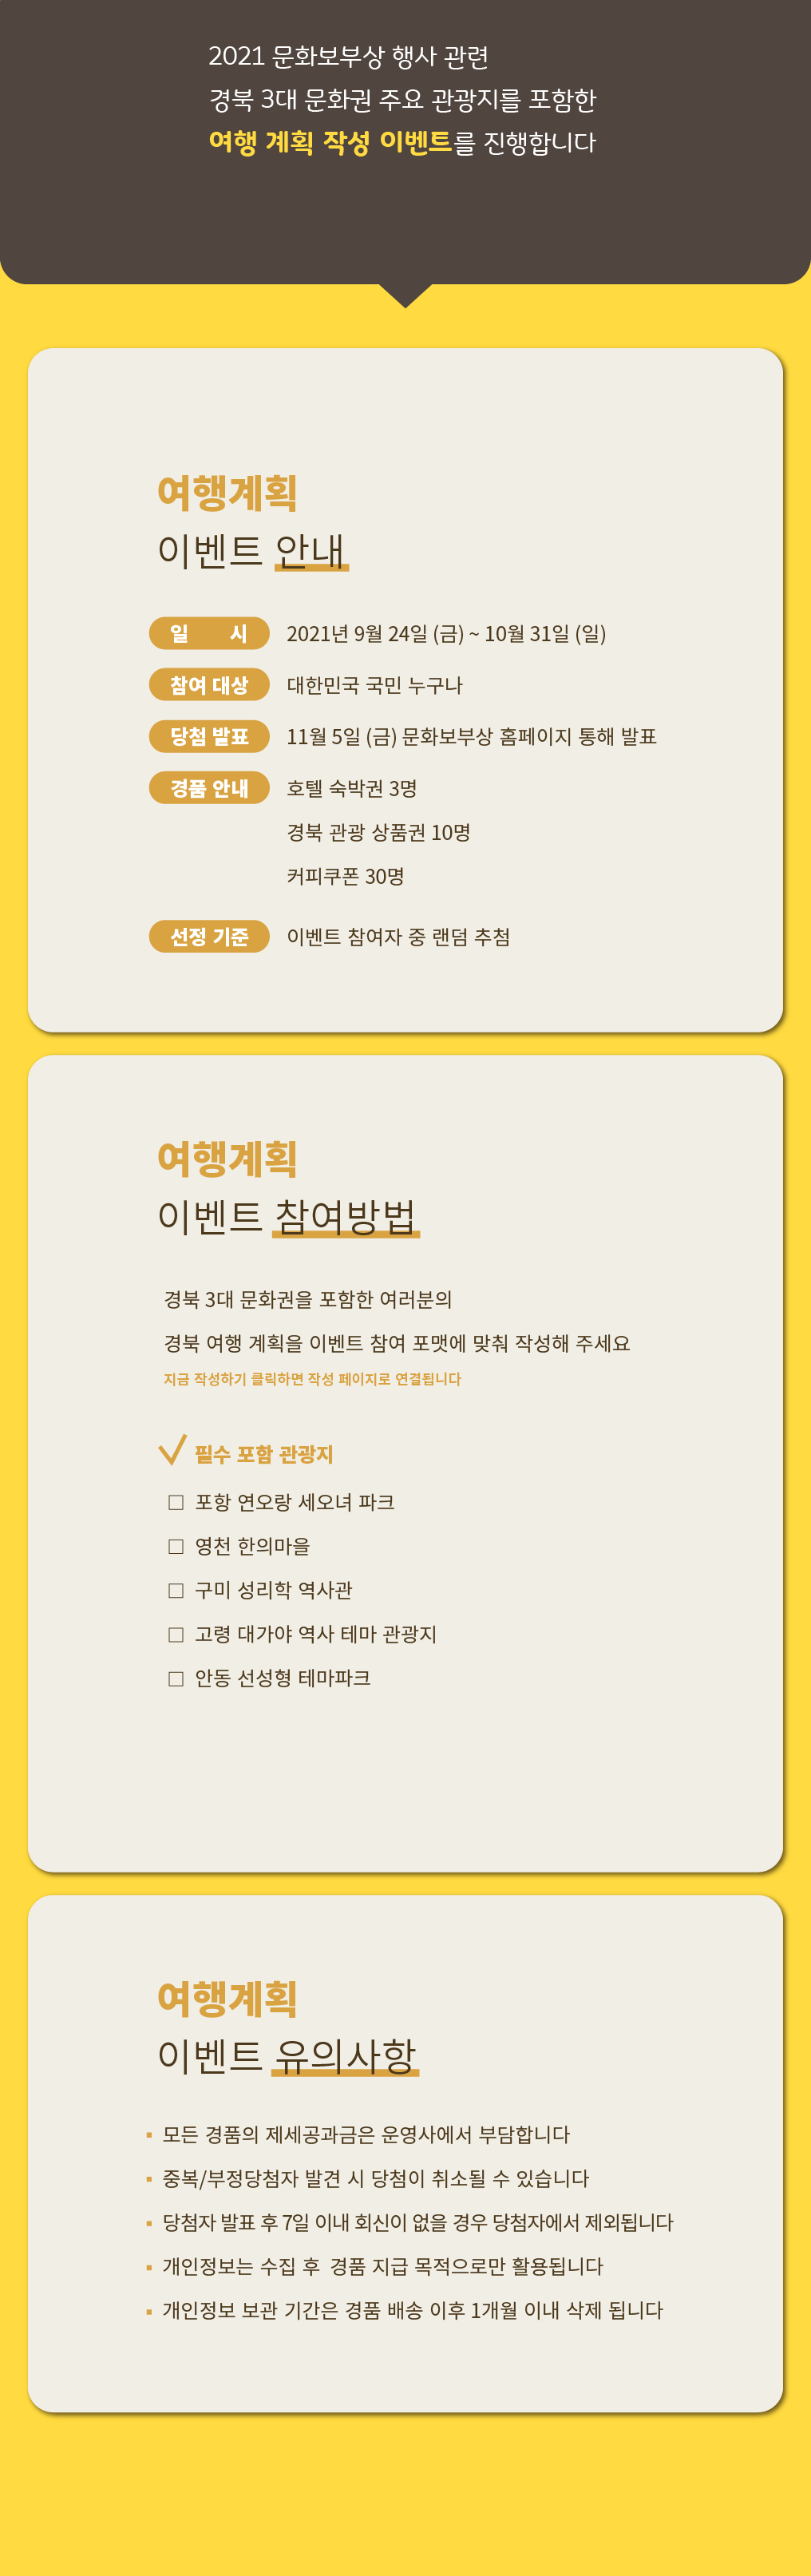 2021 문화보부상 행사 관련
경북 3대 문화권 주요 관광지를 포함한
여행 계획 작성 이벤트를 진행합니다
여행계획
이벤트 안내
일 시 2021년 9월 24일 (금) ~ 10월 31일 (일)
참여 대상 대한민국 국민 누구나
당첨 발표 11월 5일 (금) 문화보부상 홈페이지 통해 발표
경품 안내 호텔 숙박권 3명
경북 관광 상품권 10명
커피쿠폰 30명
선정 기준 이벤트 참여자 중 랜덤 추첨
여행계획
이벤트 참여방법
경북 3대 문화권을 포함한 여러분의
경북 여행 계획을 이벤트 참여 포맷에 맞춰 작성해 주세요
지금 작성하기 클릭하면 작성 페이지로 연결됩니다
필수 포함 관광지
□ 포항 연오랑 세오녀 파크
□ 영천 한의마을
□ 구미 성리학 역사관
□ 고령 대가야 역사 테마 관광지
□ 안동 선성형 테마파크
여행계획
이벤트 유의사항
▪ 모든 경품의 제세공과금은 운영사에서 부담합니다
▪ 중복/부정당첨자 발견 시 당첨이 취소될 수 있습니다
▪ 당첨자 발표 후 7일 이내 회신이 없을 경우 당첨자에서 제외됩니다
▪ 개인정보는 수집 후 경품 지급 목적으로만 활용됩니다
▪ 개인정보 보관 기간은 경품 배송 이후 1개월 이내 삭제 됩니다